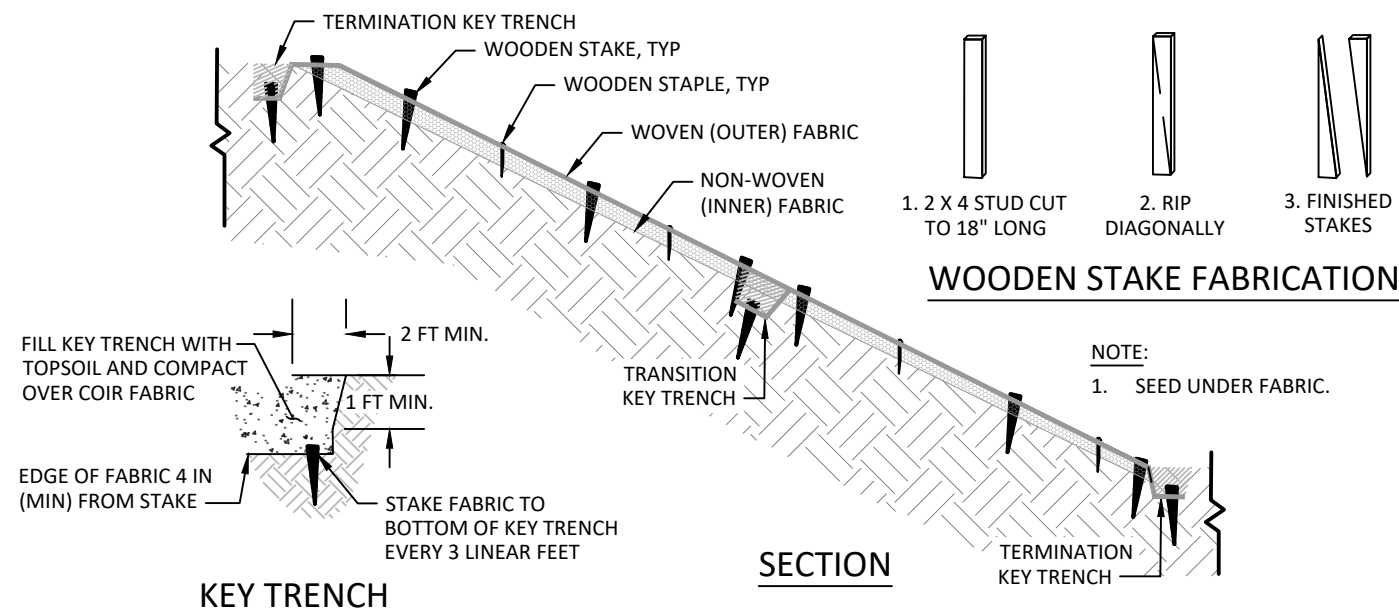 TERMINATION KEY TRENCH
WOODEN STAKE, TYP
WOODEN STAPLE, TYP
WOVEN (OUTER) FABRIC
NON-WOVEN
(INNER) FABRIC
1. 2 X 4 STUD CUT
TO 18" LONG
2. RIP
DIAGONALLY
3. FINISHED
STAKES
WOODEN STAKE FABRICATION
NOTE:
1. SEED UNDER FABRIC.
FILL KEY TRENCH WITH
TOPSOIL AND COMPACT
OVER COIR FABRIC
2 FT MIN.
1 FT MIN.
EDGE OF FABRIC 4 IN
(MIN) FROM STAKE
STAKE FABRIC TO
BOTTOM OF KEY TRENCH
EVERY 3 LINEAR FEET
KEY TRENCH
TRANSITION
KEY TRENCH
SECTION
TERMINATION
KEY TRENCH